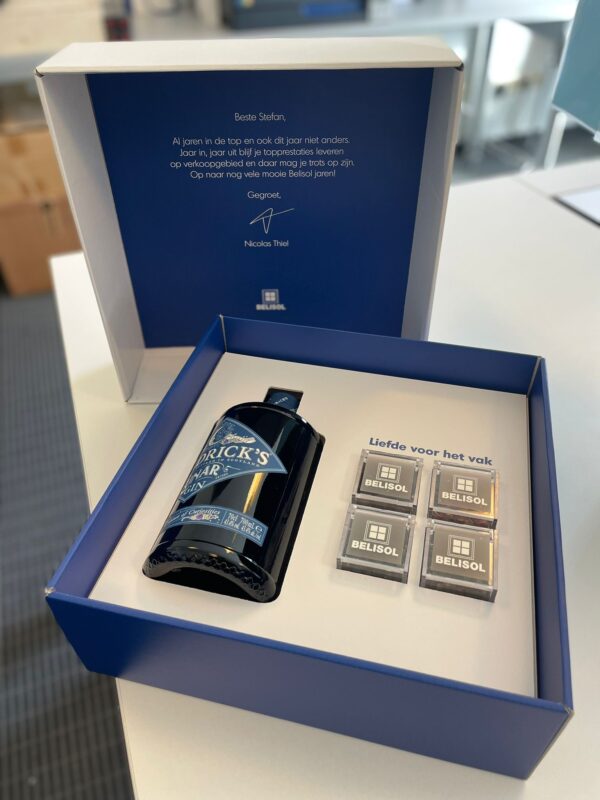 Beste Stefan,
Al jaren in de top en ook dit jaar niet anders.
Jaar in, jaar uit blijf je topprestaties leveren
op verkoopgebied en daar mag je trots op zijn.
Op naar nog vele mooie Belisol jaren!
Gegroet,
Nicolas Thiel
BELISOL
DRICK'S
GIN
Liefde voor het vak
BELISOL
BELISOL
BELISOL
BELISOL